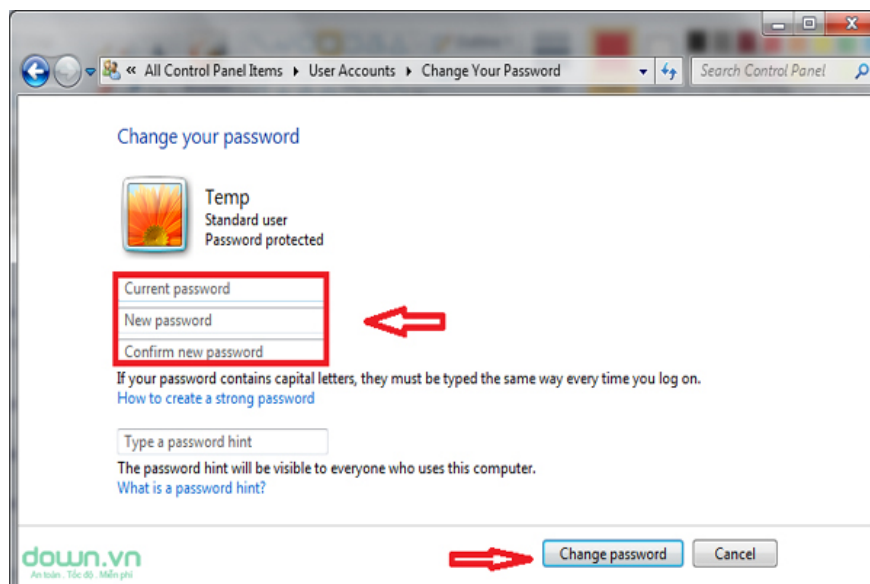 « All Control Panel Items ▸ User Accounts ▸ Change Your Password
Search Control Panel
Change your password
Temp
Standard user
Password protected
Current password
New password
Confirm new password
If your password contains capital letters, they must be typed the same way every time you log on.
How to create a strong password
Type a password hint
The password hint will be visible to everyone who uses this computer.
What is a password hint?
Change password
Cancel
down.vn
An toàn . Tốc độ . Miễn phí